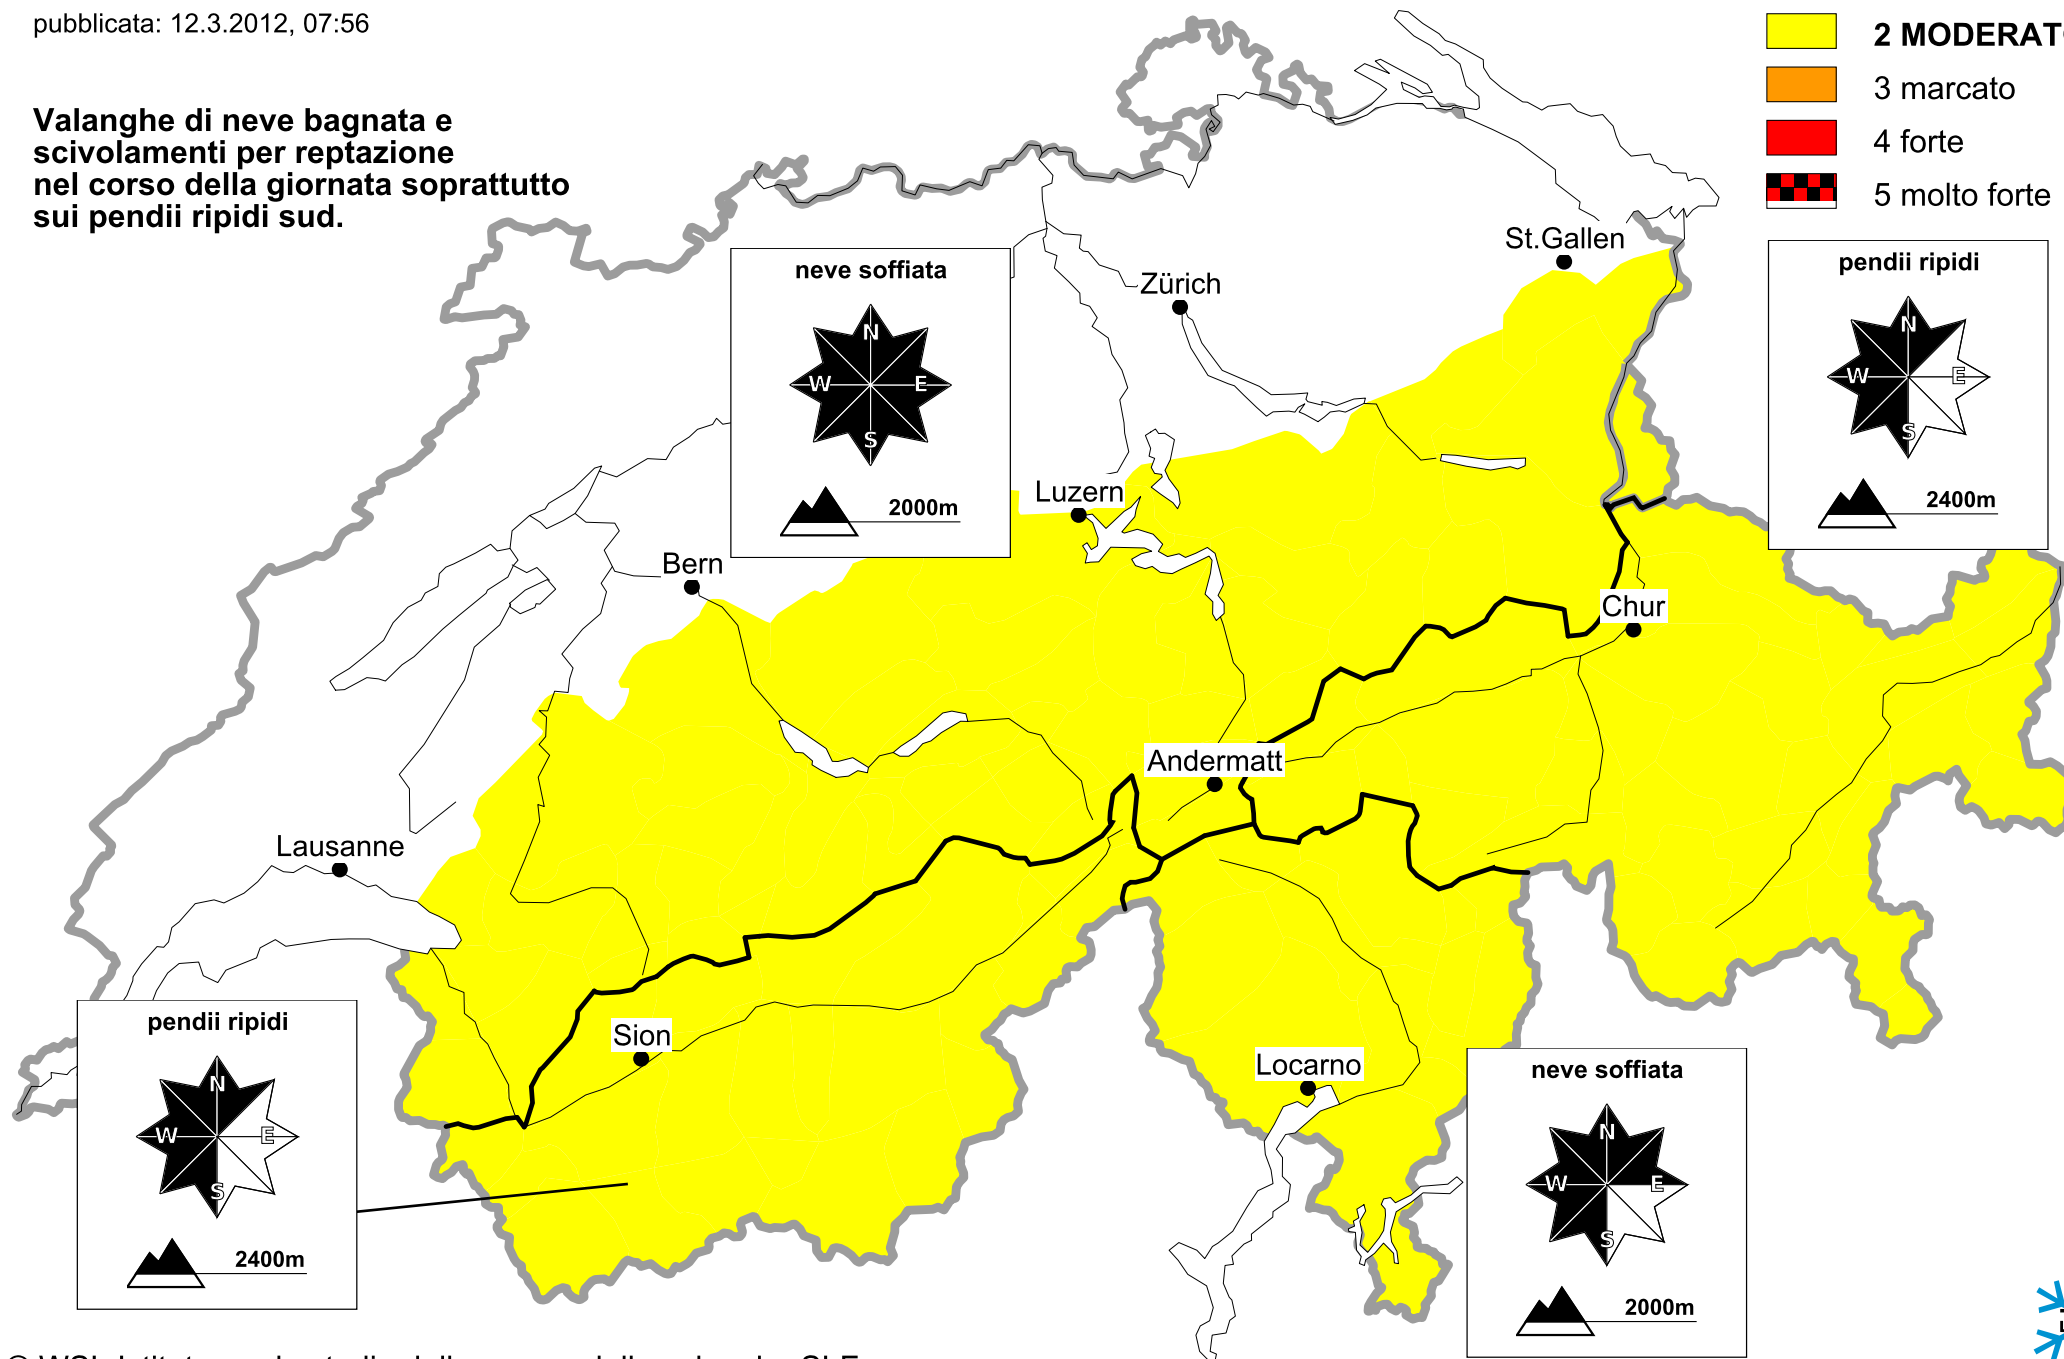 pubblicata: 12.3.2012, 07:56
Valanghe di neve bagnata e
scivolamenti per reptazione
nel corso della giornata soprattutto
sui pendii ripidi sud.
2 MODERATO
3 marcato
4 forte
5 molto forte
neve soffiata
N
W
E
S
2000m
pendii ripidi
N
W
E
S
2400m
St.Gallen
Zürich
Luzern
Bern
Chur
Andermatt
Lausanne
Sion
Locarno
pendii ripidi
N
W
E
S
2400m
neve soffiata
N
W
E
S
2000m